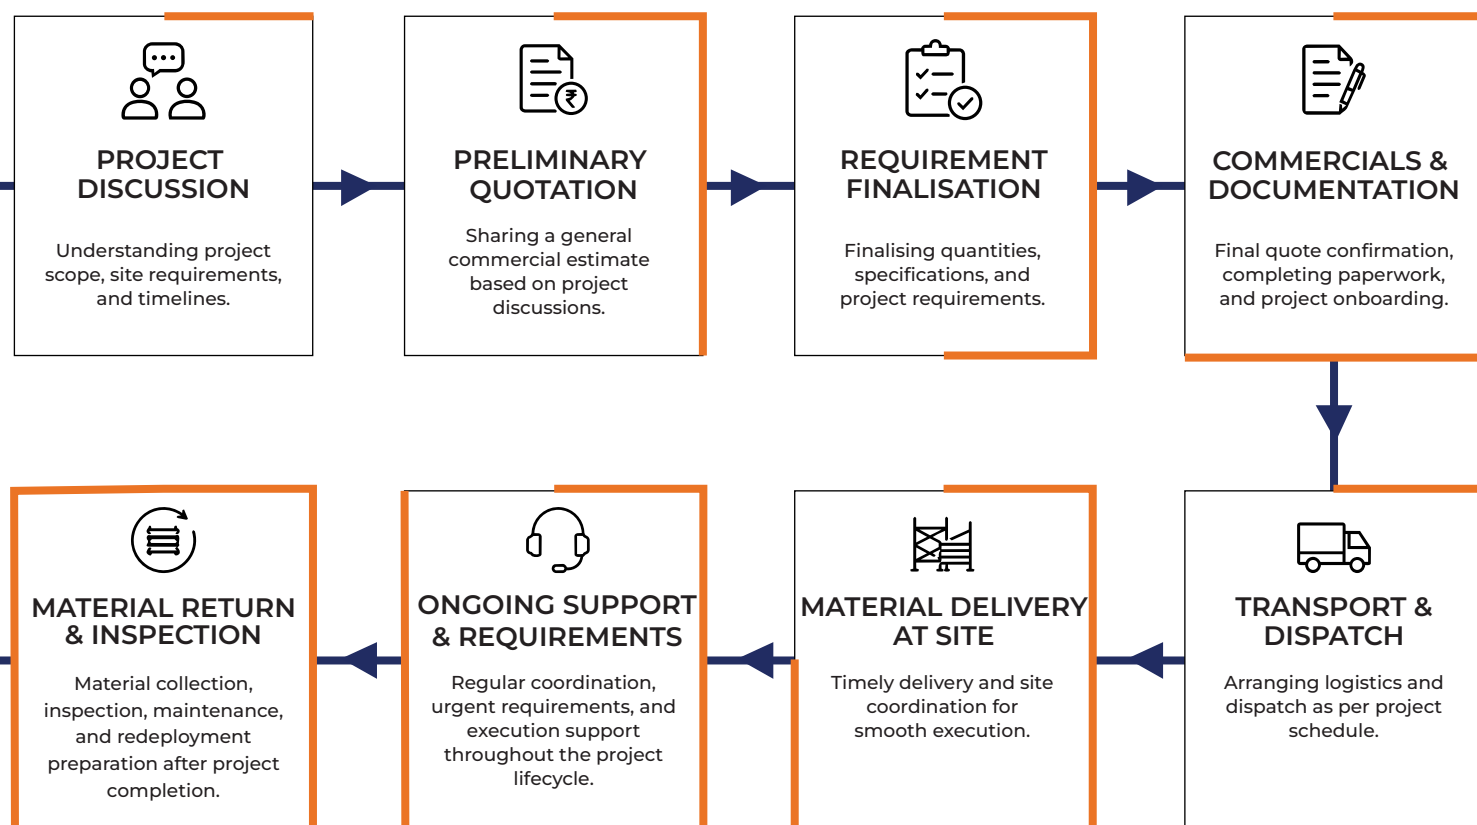 PROJECT
DISCUSSION
Understanding project
scope, site requirements,
and timelines.
₹
PRELIMINARY
QUOTATION
Sharing a general
commercial estimate
based on project
discussions.
REQUIREMENT
FINALISATION
Finalising quantities,
specifications, and
project requirements.
COMMERCIALS &
DOCUMENTATION
Final quote confirmation,
completing paperwork,
and project onboarding.
TRANSPORT &
DISPATCH
Arranging logistics and
dispatch as per project
schedule.
MATERIAL DELIVERY
AT SITE
Timely delivery and site
coordination for
smooth execution.
ONGOING SUPPORT
& REQUIREMENTS
Regular coordination,
urgent requirements, and
execution support
throughout the project
lifecycle.
MATERIAL RETURN
& INSPECTION
Material collection,
inspection, maintenance,
and redeployment
preparation after project
completion.